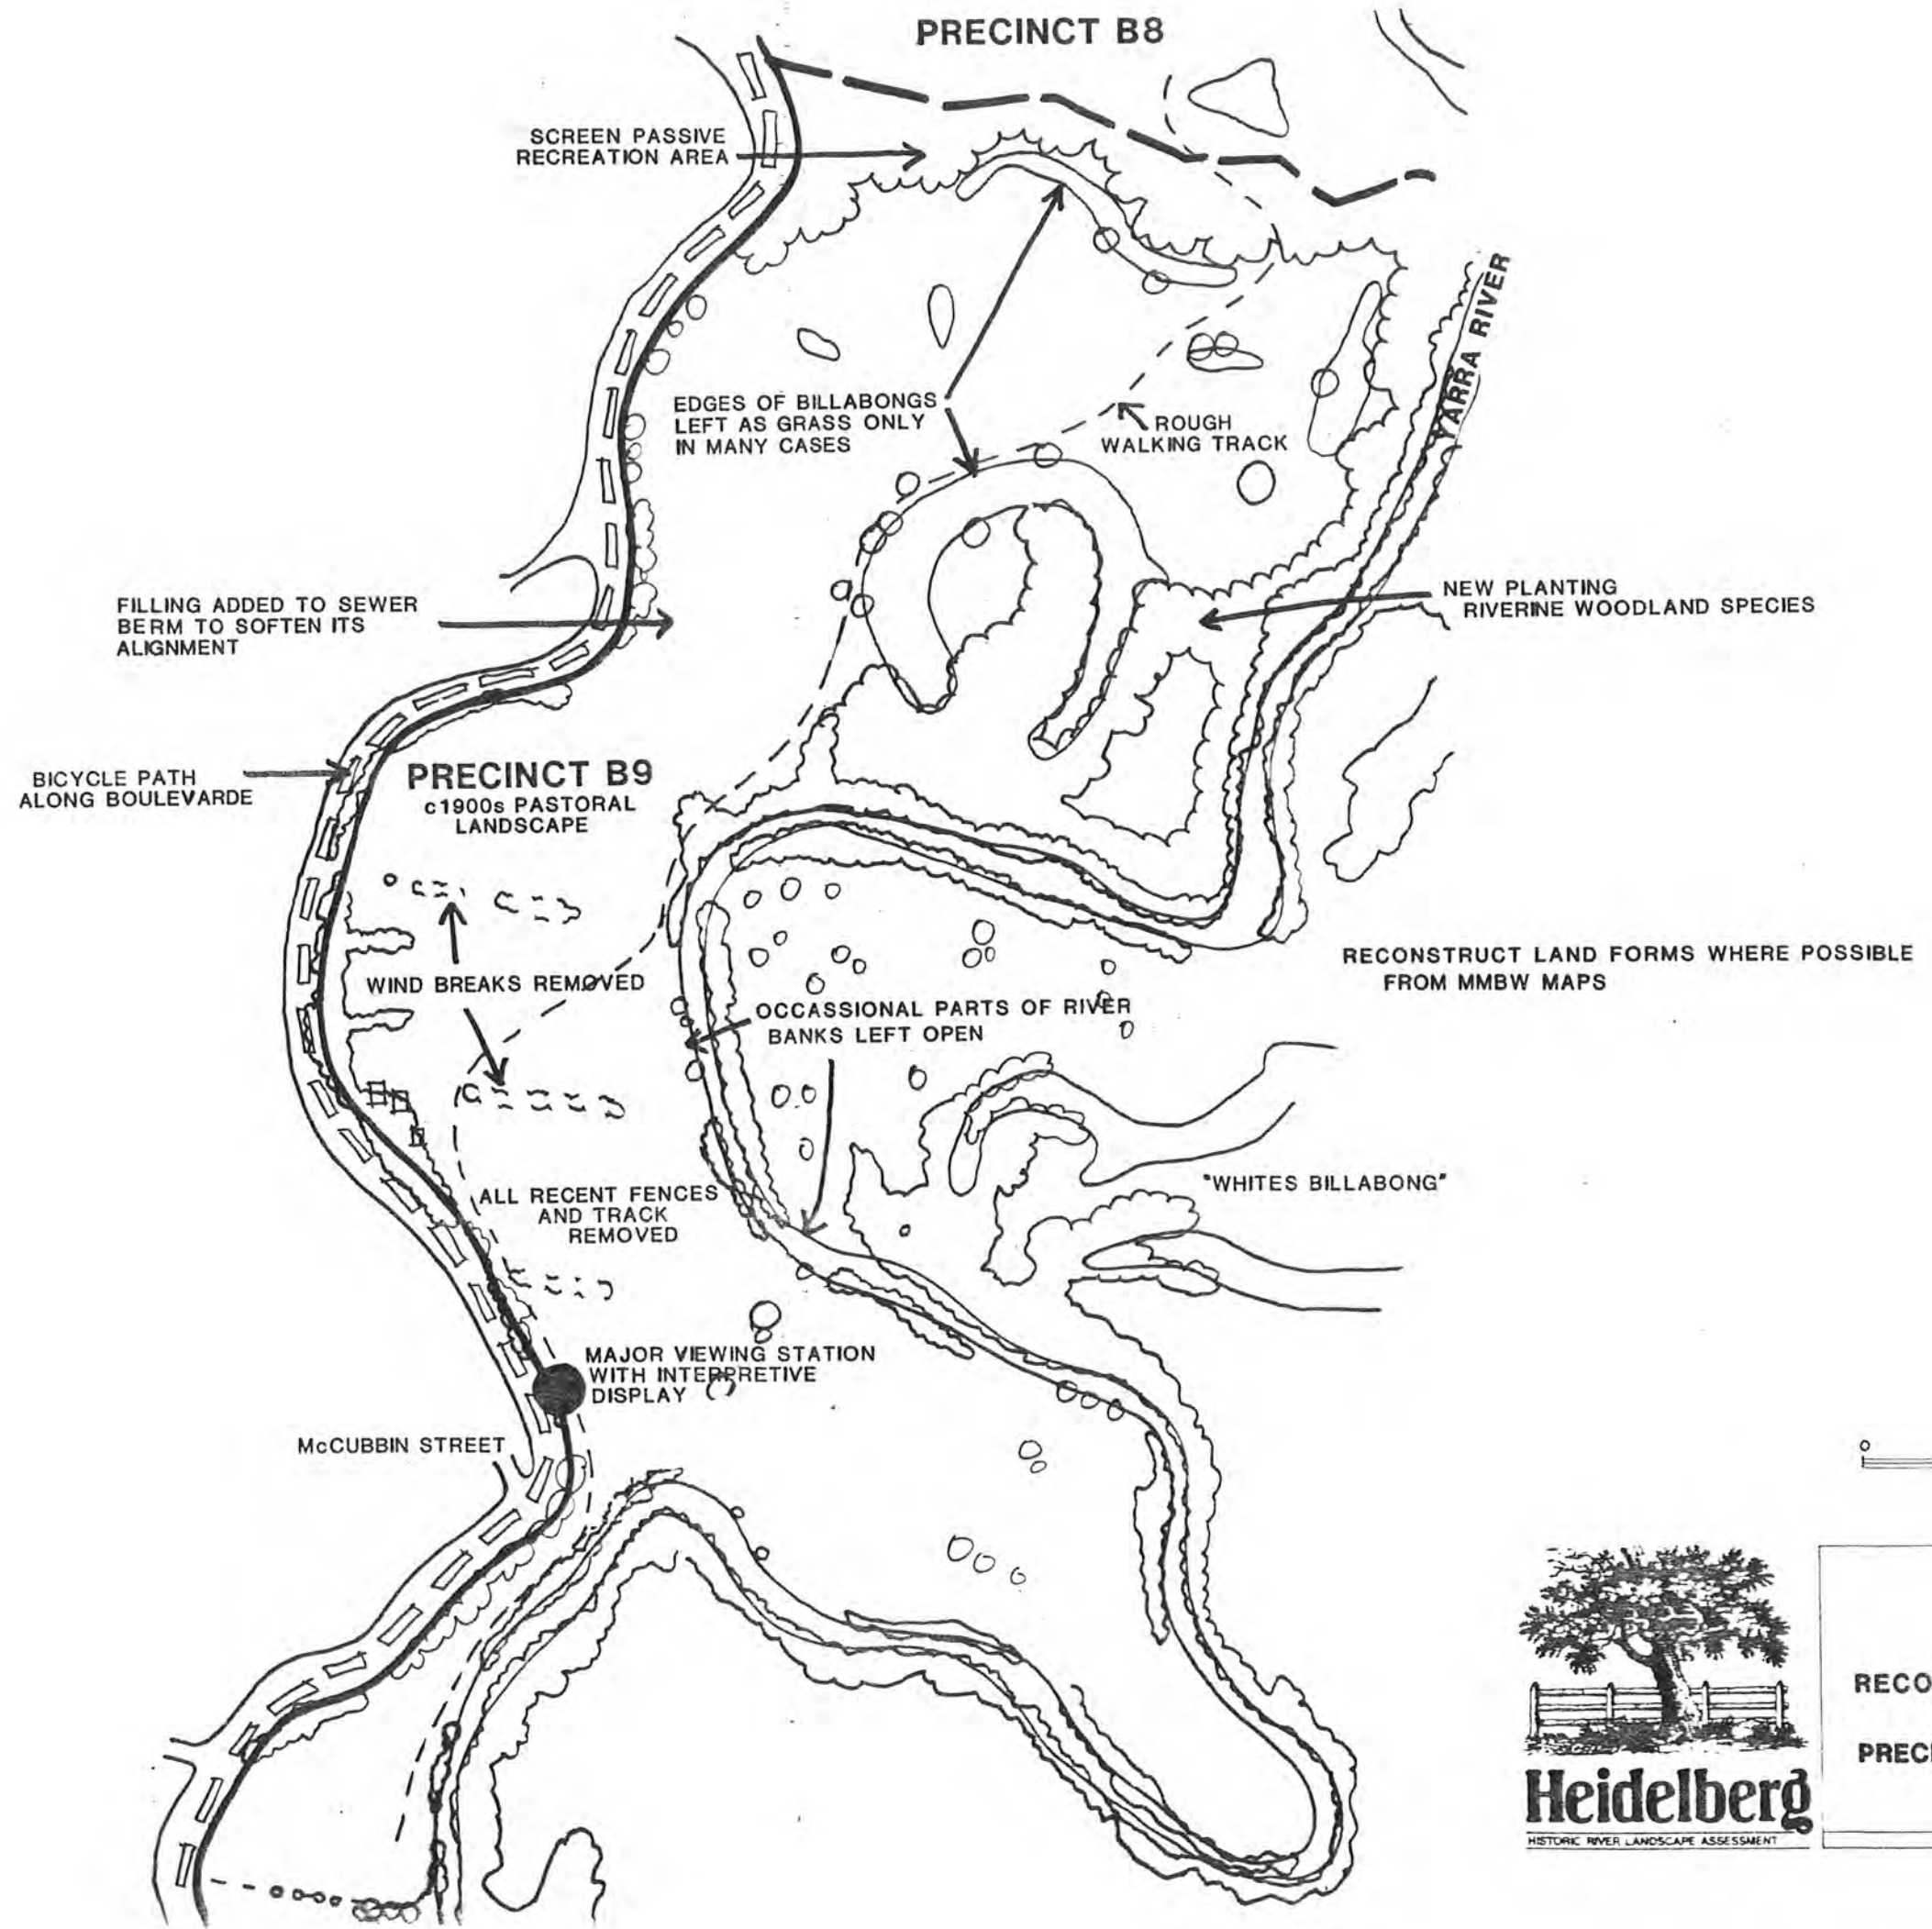 PRECINCT B8
SCREEN PASSIVE
RECREATION AREA
YARRA RIVER
EDGES OF BILLABONGS
LEFT AS GRASS ONLY
IN MANY CASES
ROUGH
WALKING TRACK
FILLING ADDED TO SEWER
BERM TO SOFTEN ITS
ALIGNMENT
NEW PLANTING
RIVERINE WOODLAND SPECIES
BICYCLE PATH
ALONG BOULEVARDE
PRECINCT B9
c1900s PASTORAL
LANDSCAPE
WIND BREAKS REMOVED
RECONSTRUCT LAND FORMS WHERE POSSIBLE
FROM MMBW MAPS
OCCASSIONAL PARTS OF RIVER
BANKS LEFT OPEN
"WHITES BILLABONG"
ALL RECENT FENCES
AND TRACK
REMOVED
MAJOR VIEWING STATION
WITH INTERPRETIVE
DISPLAY
McCUBBIN STREET
0
RECO
PREC
Heidelberg
HISTORIC RIVER LANDSCAPE ASSESSMENT